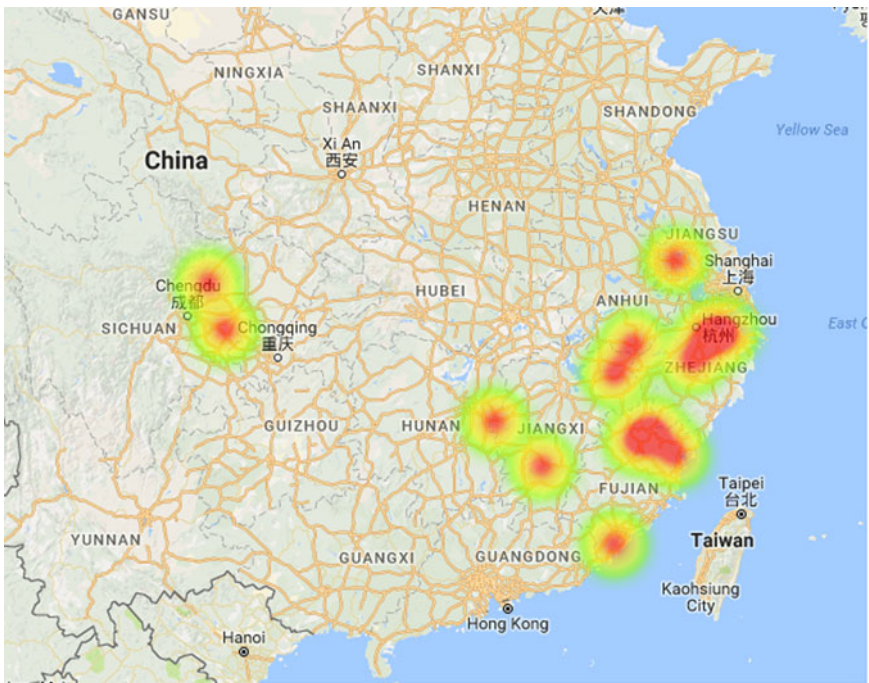 GANSU
天津
NINGXIA
SHANXI
SHAANXI
SHANDONG
Yellow Sea
Xi An
西安
China
HENAN
JIANGSU
Shanghai
上海
Chengdu
成都
HUBEI
ANHUI
SICHUAN
Chongqing
重庆
Hangzhou
杭州
East C
ZHEJIANG
GUIZHOU
HUNAN
JIANGXI
FUJIAN
Taipei
台北
YUNNAN
GUANGXI
GUANGDONG
Taiwan
Kaohsiung
City
Hong Kong
Hanoi